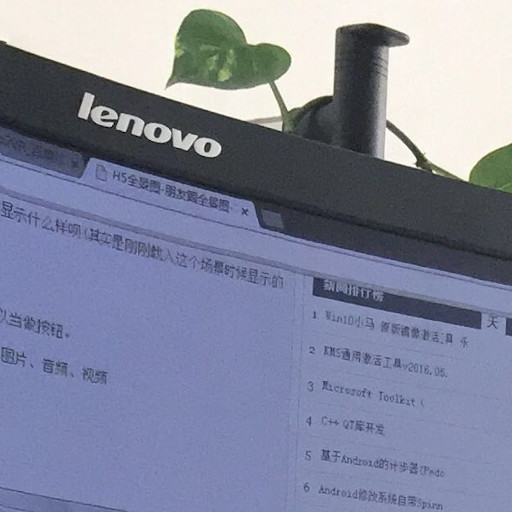 lenovo
H5全景图-朋友圈全景图-
显示什么样呗(其实是刚刚载入这个场景时候显示的
以当做按钮。
图片、音频、视频
新闻排行榜
天
1 Win10小马 原版镜像激活工具 乐
2 KMS通用激活工具v2016.05.
3 Microsoft Toolkit (
4 C++ QT库开发
5 基于Android的计步器(Pedo
6 Android修改系统自带Spinn